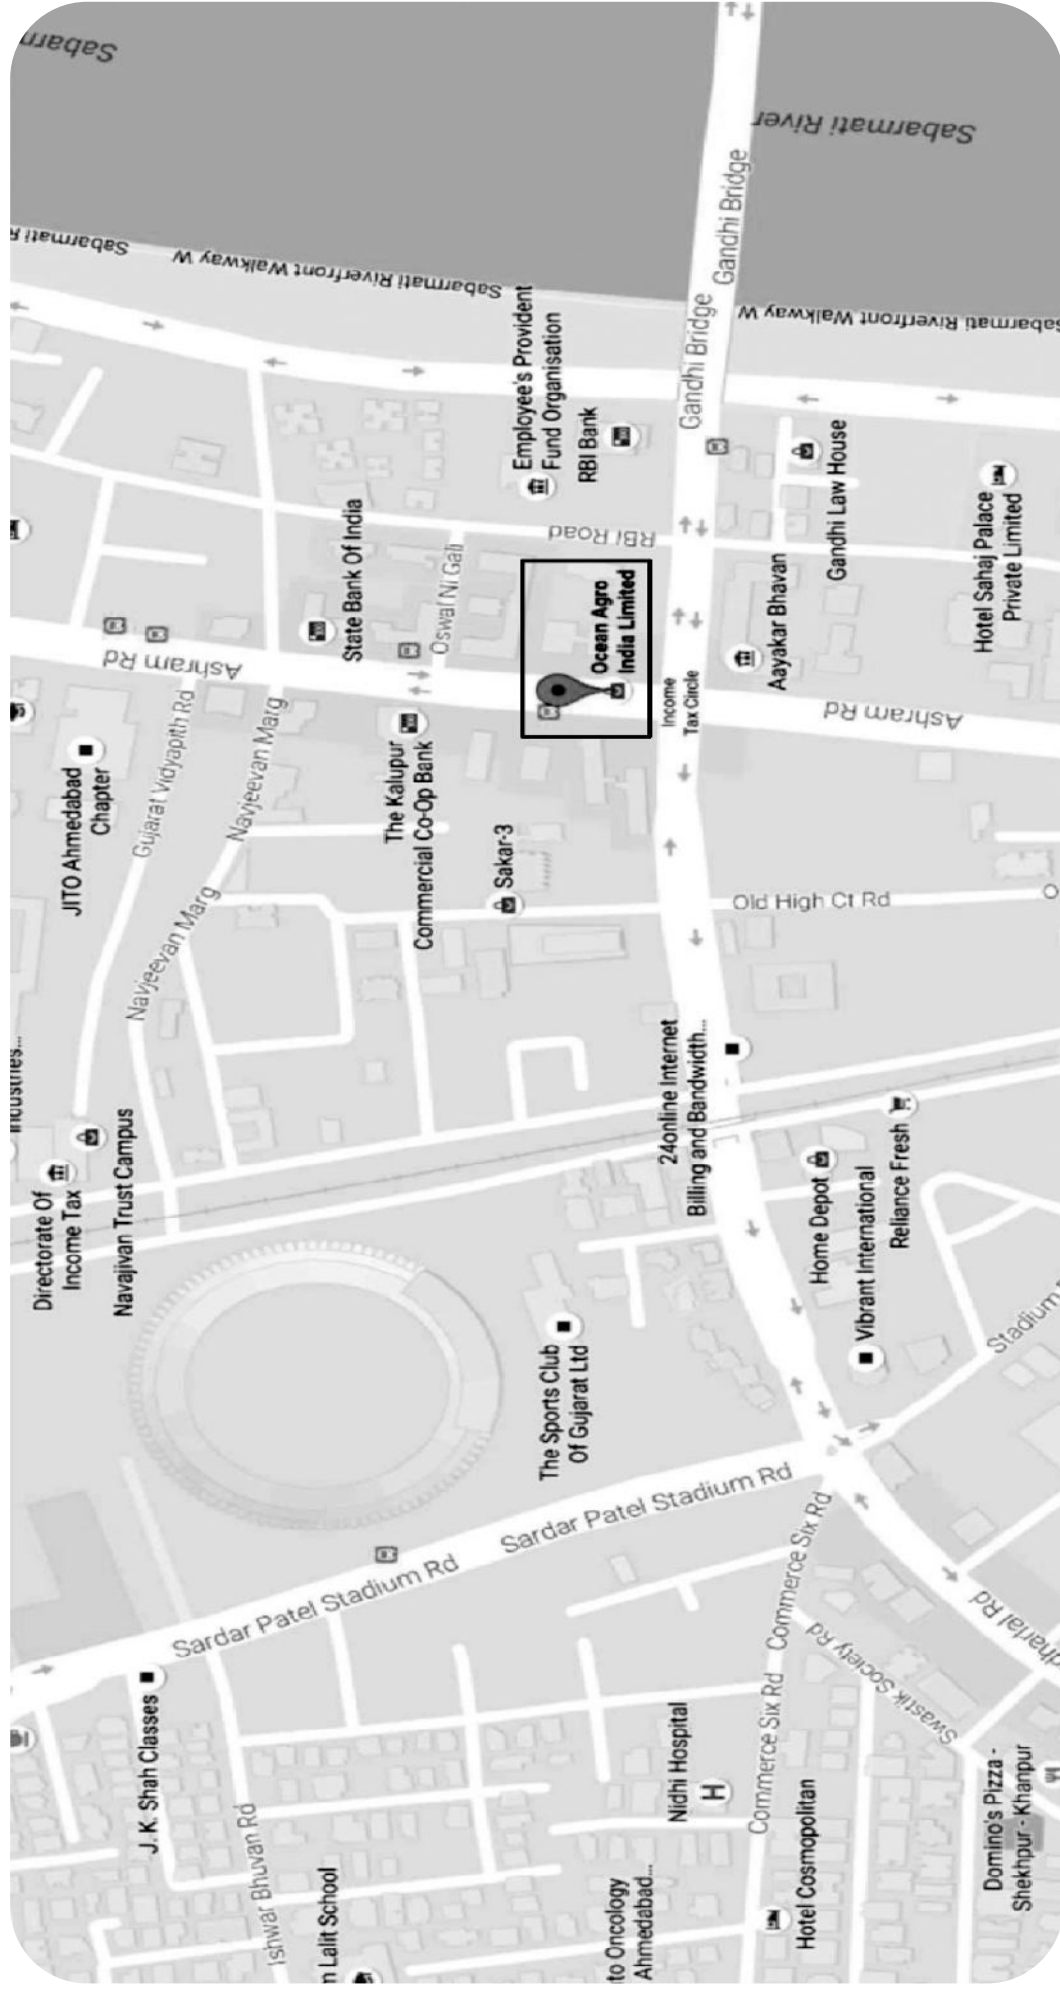 Sabarmati River
Gandhi Bridge
Gandhi Bridge
Sabarmati Riverfront Walkway W
Sabarmati Riverfront Walkway W
Sabarmati
Employee's Provident
Fund Organisation
RBI Bank
Gandhi Law House
Hotel Sahaj Palace
Private Limited
RBI Road
State Bank Of India
Oswal Ni Gali
Ocean Agro
India Limited
Aayakar Bhavan
Ashram Rd
Ashram Rd
Income
Tax Circle
JITO Ahmedabad
Chapter
Gujarat Vidyapith Rd
Navjeevan Marg
Navjeevan Marg
The Kalupur
Commercial Co-Op Bank
Sakar-3
Old High Ct Rd
24online Internet
Billing and Bandwidth...
Directorate Of
Income Tax
Navajivan Trust Campus
Home Depot
Vibrant International
Reliance Fresh
Stadium
The Sports Club
Of Gujarat Ltd
Sardar Patel Stadium Rd
Sardar Patel Stadium Rd
Commerce Six Rd
Commerce Six Rd
Swastik Society Rd
J.K. Shah Classes
Nidhi Hospital
H
Ishwar Bhuvan Rd
Lalit School
Oncology
Ahmedabad...
Hotel Cosmopolitan
Domino's Pizza -
Shekhpur - Khanpur